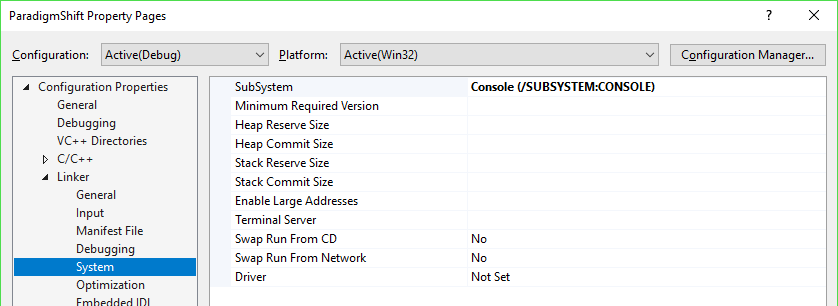 ParadigmShift Property Pages ? ×
Configuration: Active(Debug) Platform: Active(Win32) Configuration Manager...
Configuration Properties
General
Debugging
VC++ Directories
C/C++
Linker
General
Input
Manifest File
Debugging
System
Optimization
Embedded IDL
SubSystem Console (/SUBSYSTEM:CONSOLE)
Minimum Required Version
Heap Reserve Size
Heap Commit Size
Stack Reserve Size
Stack Commit Size
Enable Large Addresses
Terminal Server
Swap Run From CD No
Swap Run From Network No
Driver Not Set